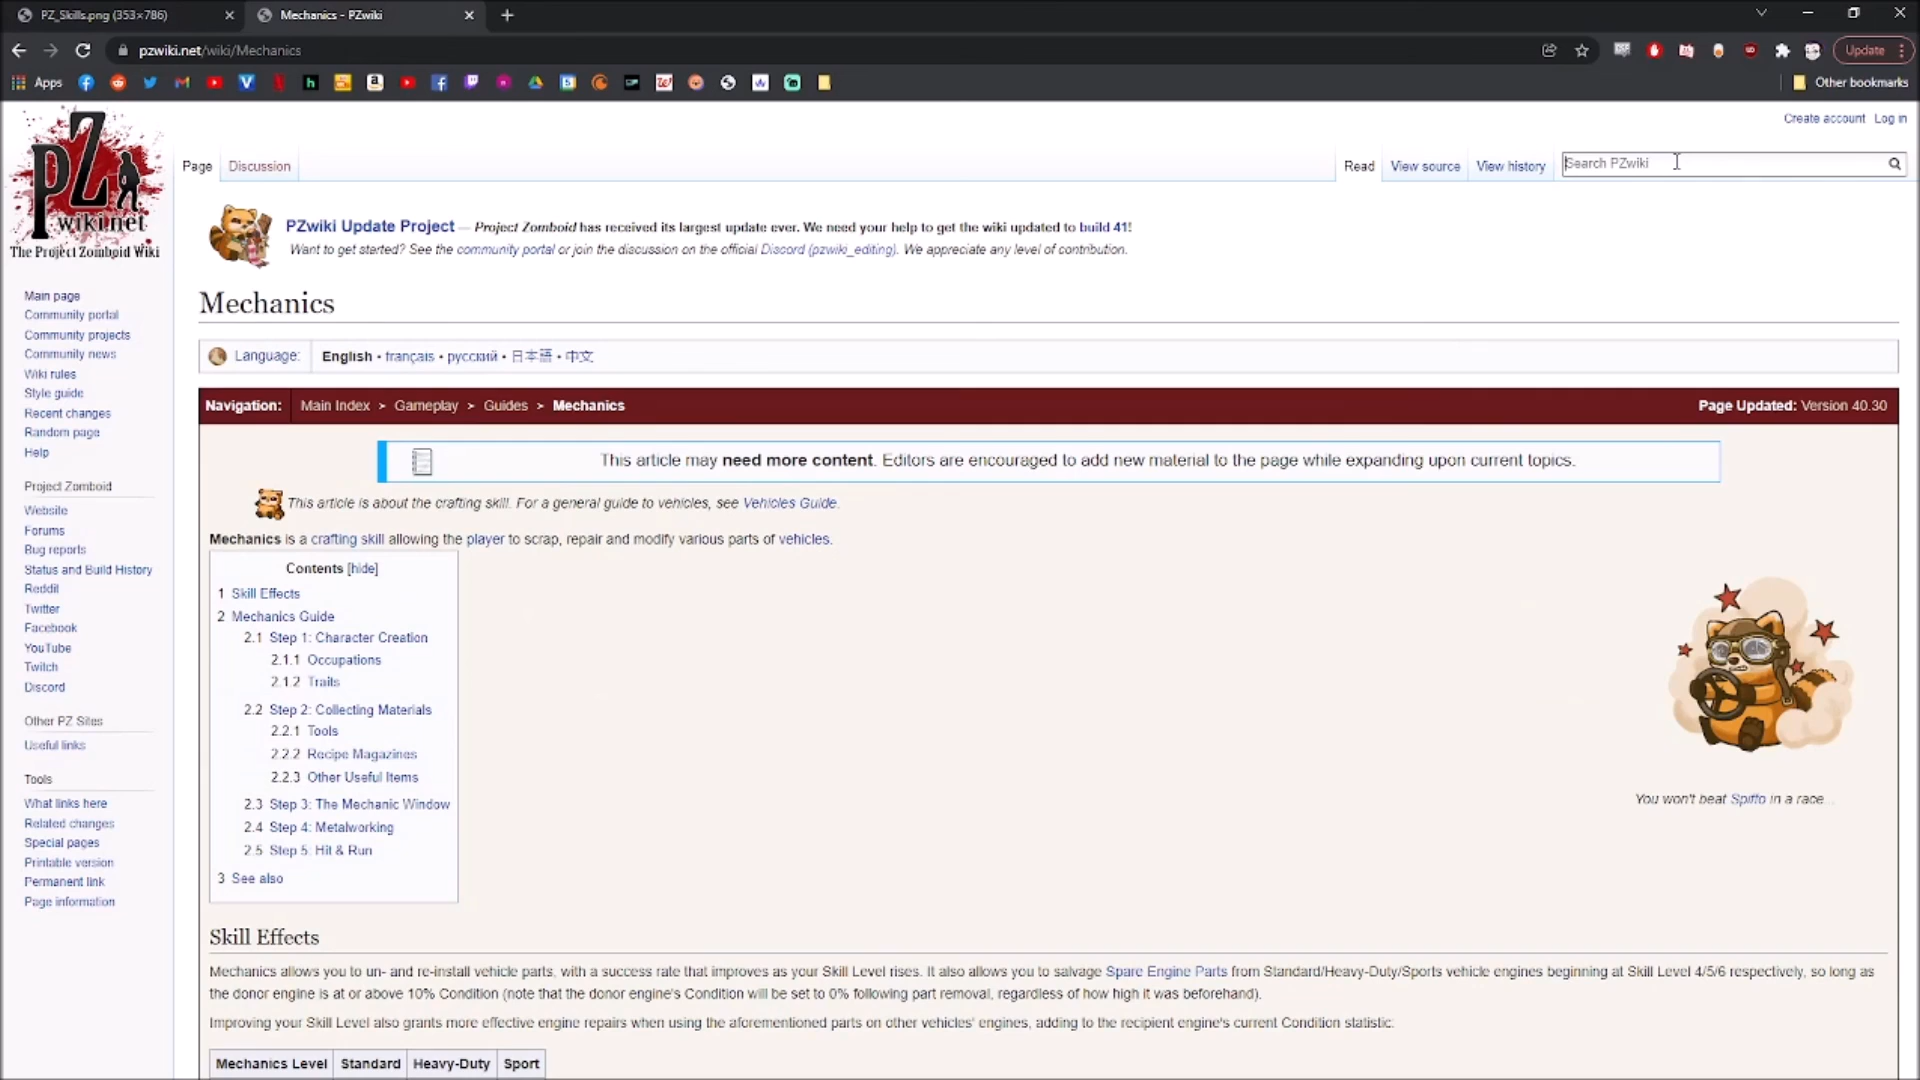 PZ_Skills.png (353×786)
Mechanics - PZwiki
pzwiki.net/wiki/Mechanics
Update
Apps
Other bookmarks
Create account Log in
PZ
wiki.net
The Project Zomboid Wiki
Page Discussion Read View source View history Search PZwiki
PZwiki Update Project — Project Zomboid has received its largest update ever. We need your help to get the wiki updated to build 41!
Want to get started? See the community portal or join the discussion on the official Discord (pzwiki_editing). We appreciate any level of contribution.
Mechanics
Language: English • français • русский • 日本語 • 中文
Navigation: Main Index > Gameplay > Guides > Mechanics Page Updated: Version 40.30
This article may need more content. Editors are encouraged to add new material to the page while expanding upon current topics.
This article is about the crafting skill. For a general guide to vehicles, see Vehicles Guide.
Mechanics is a crafting skill allowing the player to scrap, repair and modify various parts of vehicles.
Contents [hide]
1 Skill Effects
2 Mechanics Guide
2.1 Step 1: Character Creation
2.1.1 Occupations
2.1.2 Traits
2.2 Step 2: Collecting Materials
2.2.1 Tools
2.2.2 Recipe Magazines
2.2.3 Other Useful Items
2.3 Step 3: The Mechanic Window
2.4 Step 4: Metalworking
2.5 Step 5: Hit & Run
3 See also
You won't beat Spiffo in a race...
Skill Effects
Mechanics allows you to un- and re-install vehicle parts, with a success rate that improves as your Skill Level rises. It also allows you to salvage Spare Engine Parts from Standard/Heavy-Duty/Sports vehicle engines beginning at Skill Level 4/5/6 respectively, so long as
the donor engine is at or above 10% Condition (note that the donor engine's Condition will be set to 0% following part removal, regardless of how high it was beforehand).
Improving your Skill Level also grants more effective engine repairs when using the aforementioned parts on other vehicles' engines, adding to the recipient engine's current Condition statistic:
Mechanics Level Standard Heavy-Duty Sport
Main page
Community portal
Community projects
Community news
Wiki rules
Style guide
Recent changes
Random page
Help
Project Zomboid
Website
Forums
Bug reports
Status and Build History
Reddit
Twitter
Facebook
YouTube
Twitch
Discord
Other PZ Sites
Useful links
Tools
What links here
Related changes
Special pages
Printable version
Permanent link
Page information